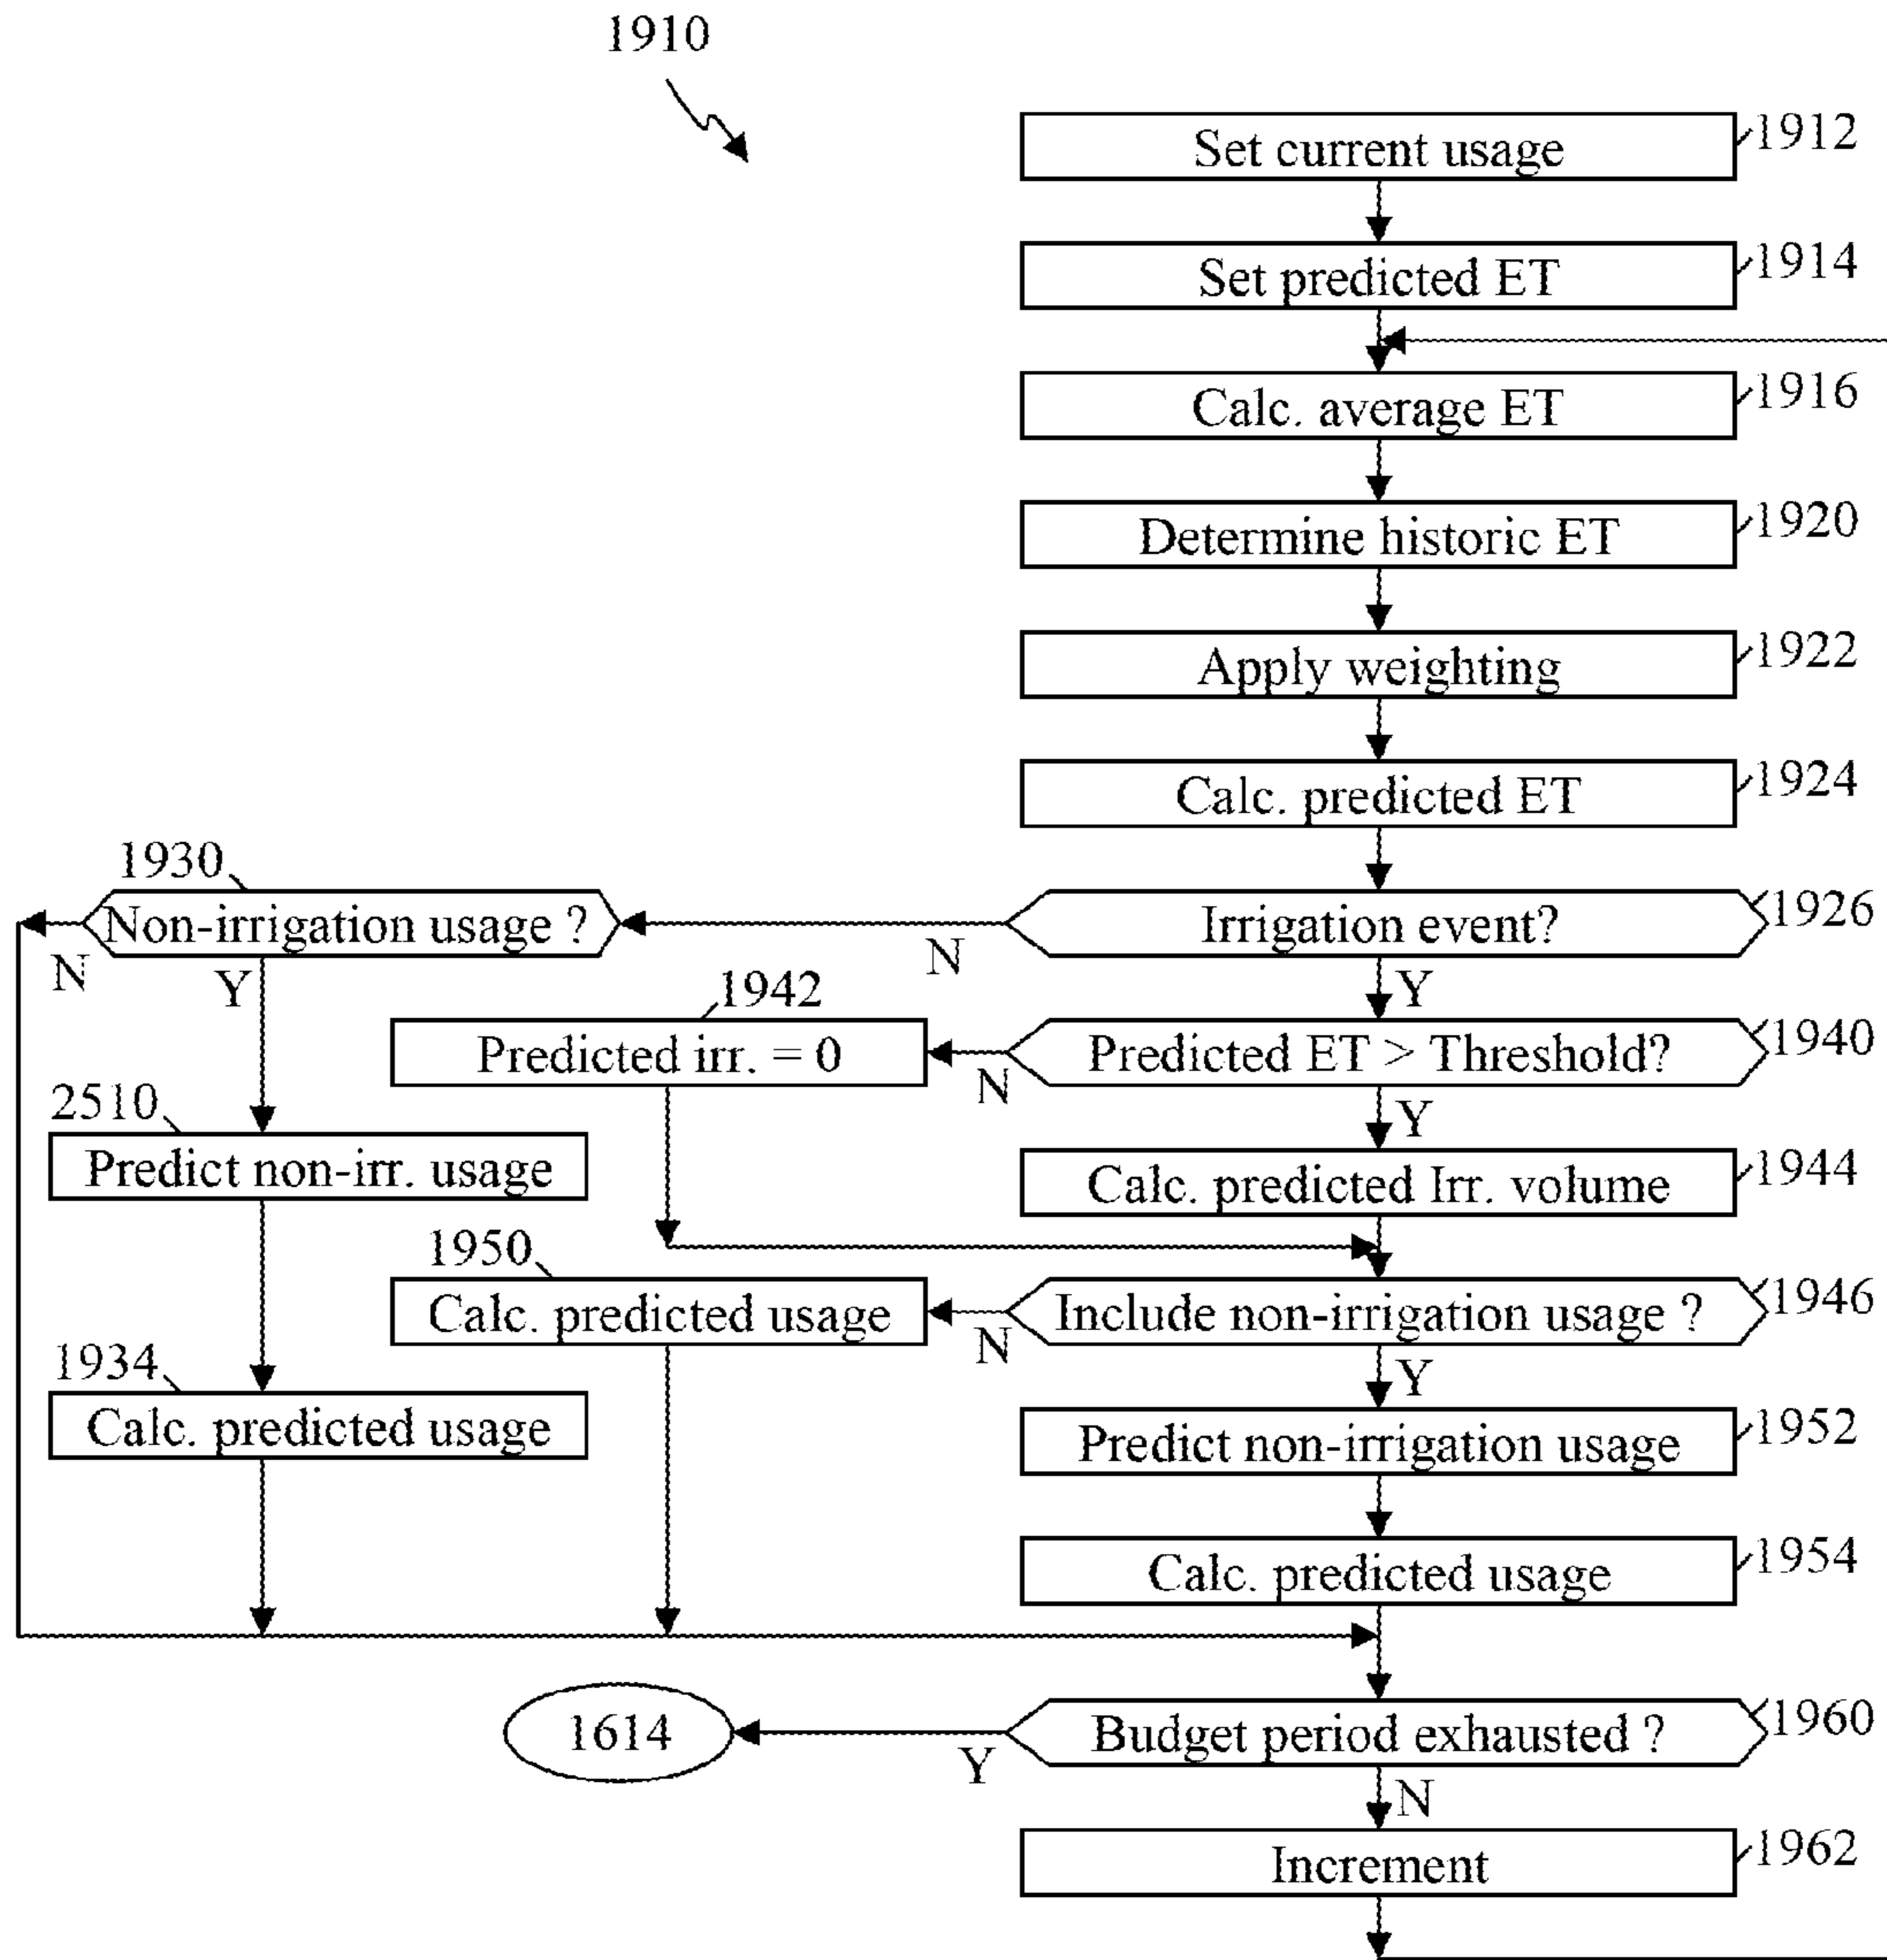 1910
Set current usage
1912
Set predicted ET
1914
Calc. average ET
1916
Determine historic ET
1920
Apply weighting
1922
Calc. predicted ET
1924
1930
Non-irrigation usage ?
Irrigation event?
1926
N
Y
N
Y
1942
Predicted irr. = 0
Predicted ET > Threshold?
1940
N
Y
2510
Predict non-irr. usage
Calc. predicted Irr. volume
1944
1950
Calc. predicted usage
Include non-irrigation usage ?
1946
N
Y
1934
Calc. predicted usage
Predict non-irrigation usage
1952
Calc. predicted usage
1954
1614
Budget period exhausted ?
1960
Y
N
Increment
1962